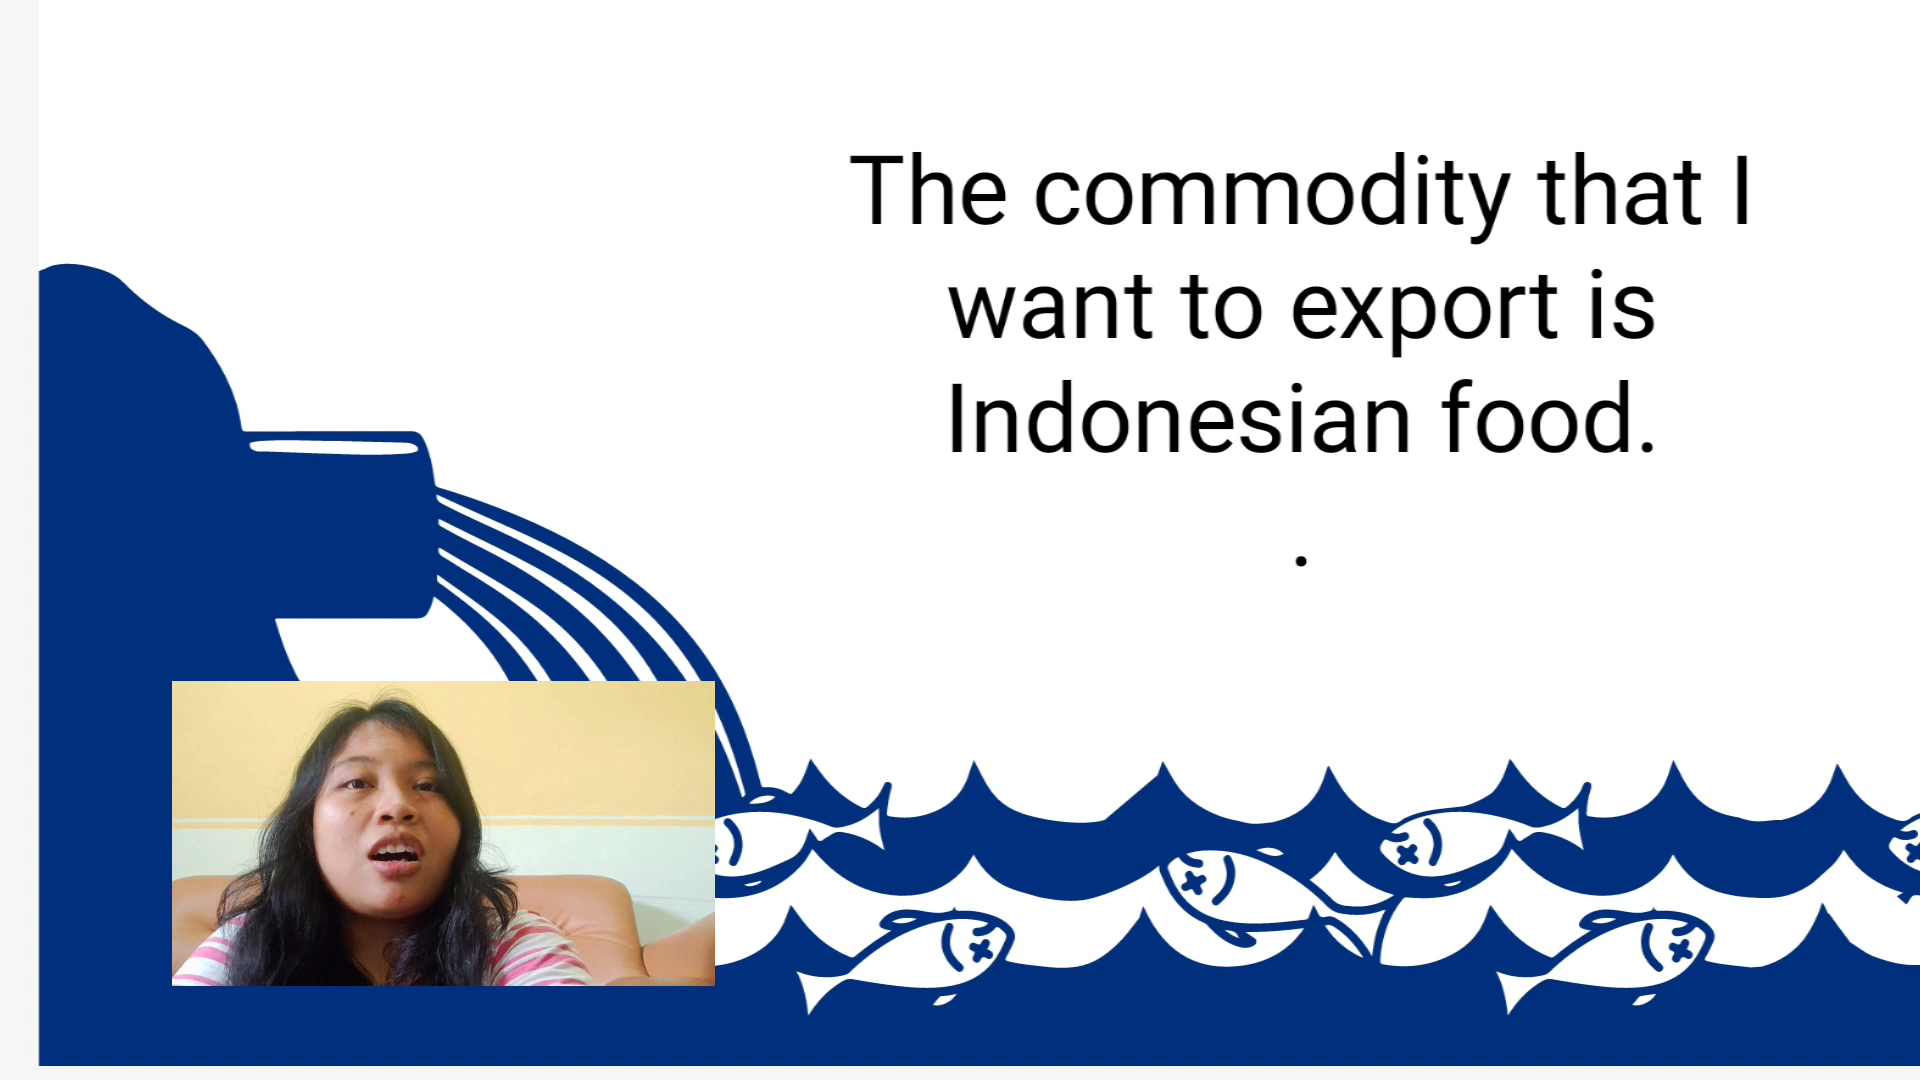 The commodity that I
want to export is
Indonesian food.
.